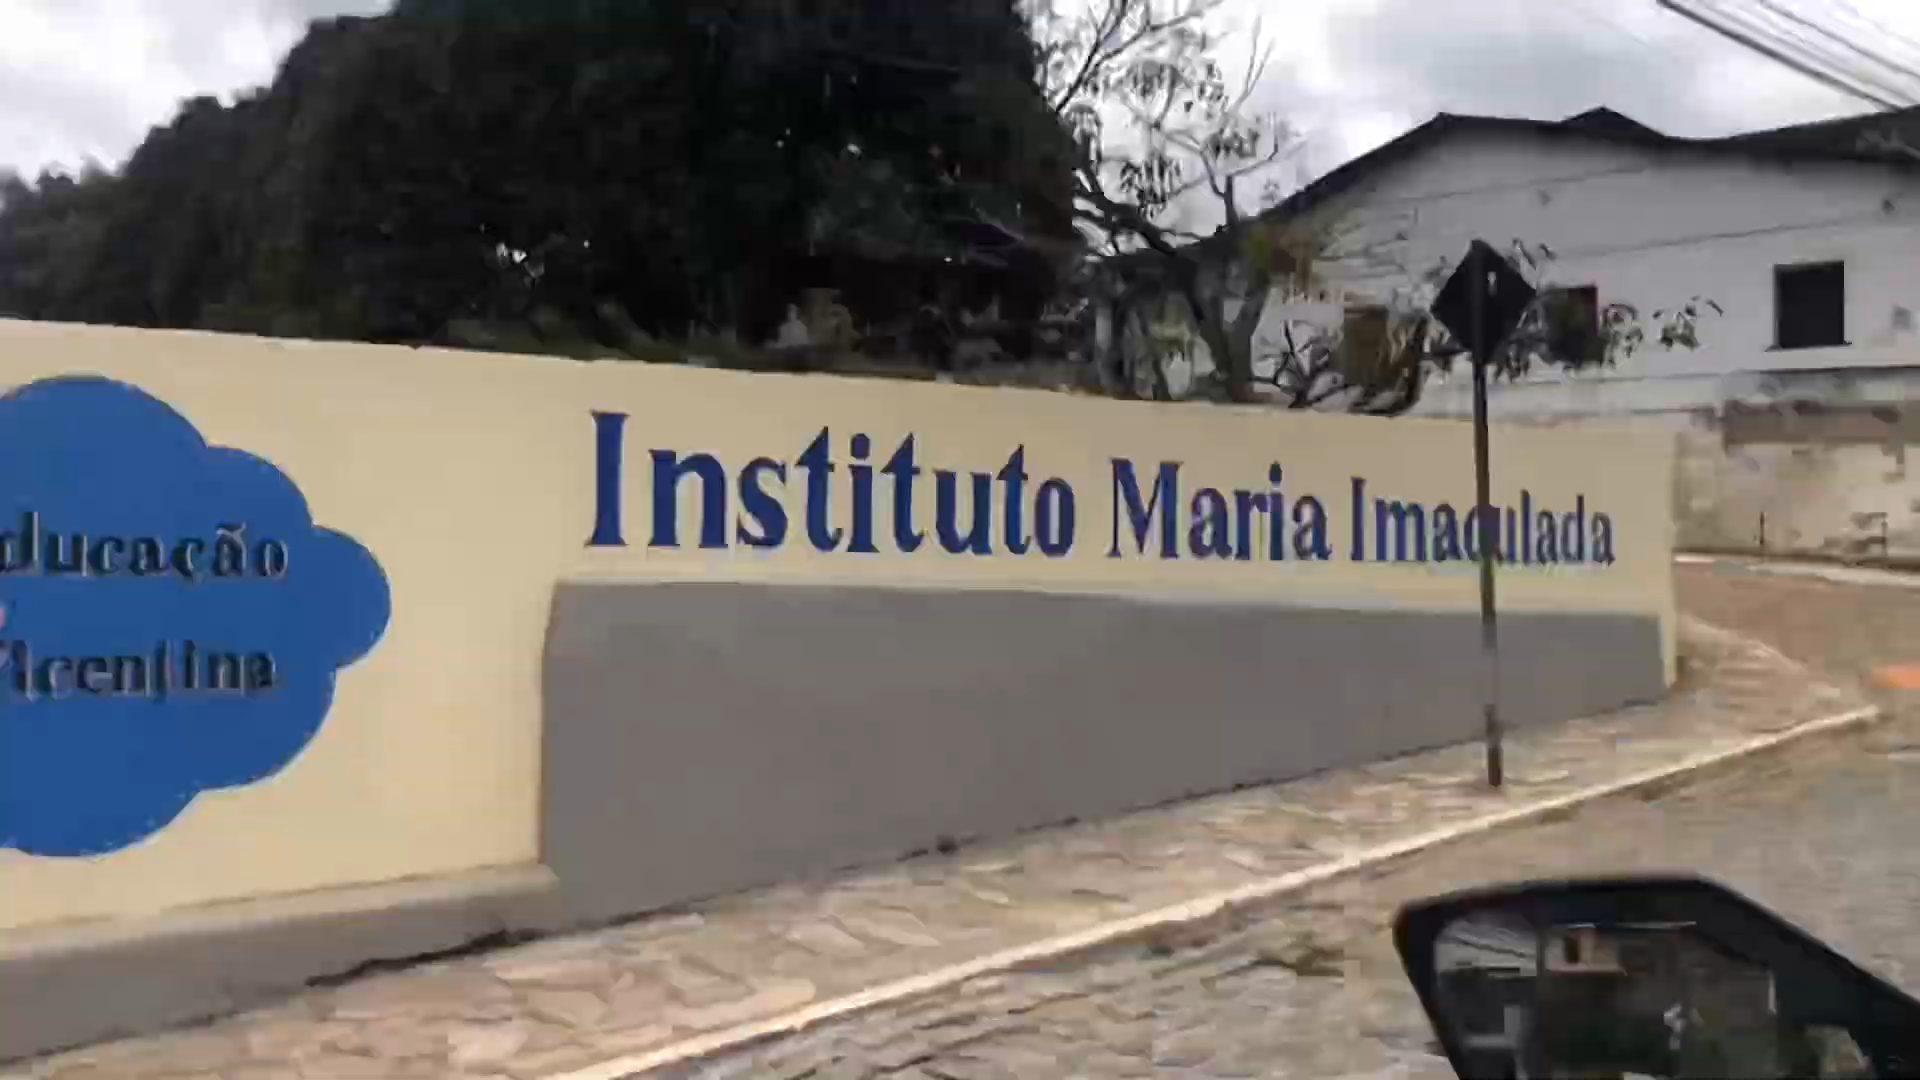 ducação
icentina
Instituto Maria Imaculada